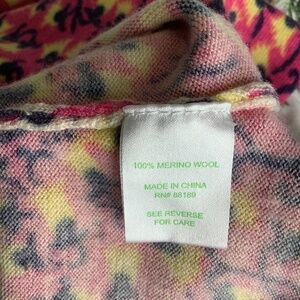 100% MERINO WOOL
MADE IN CHINA
RN# 88189
SEE REVERSE
FOR CARE